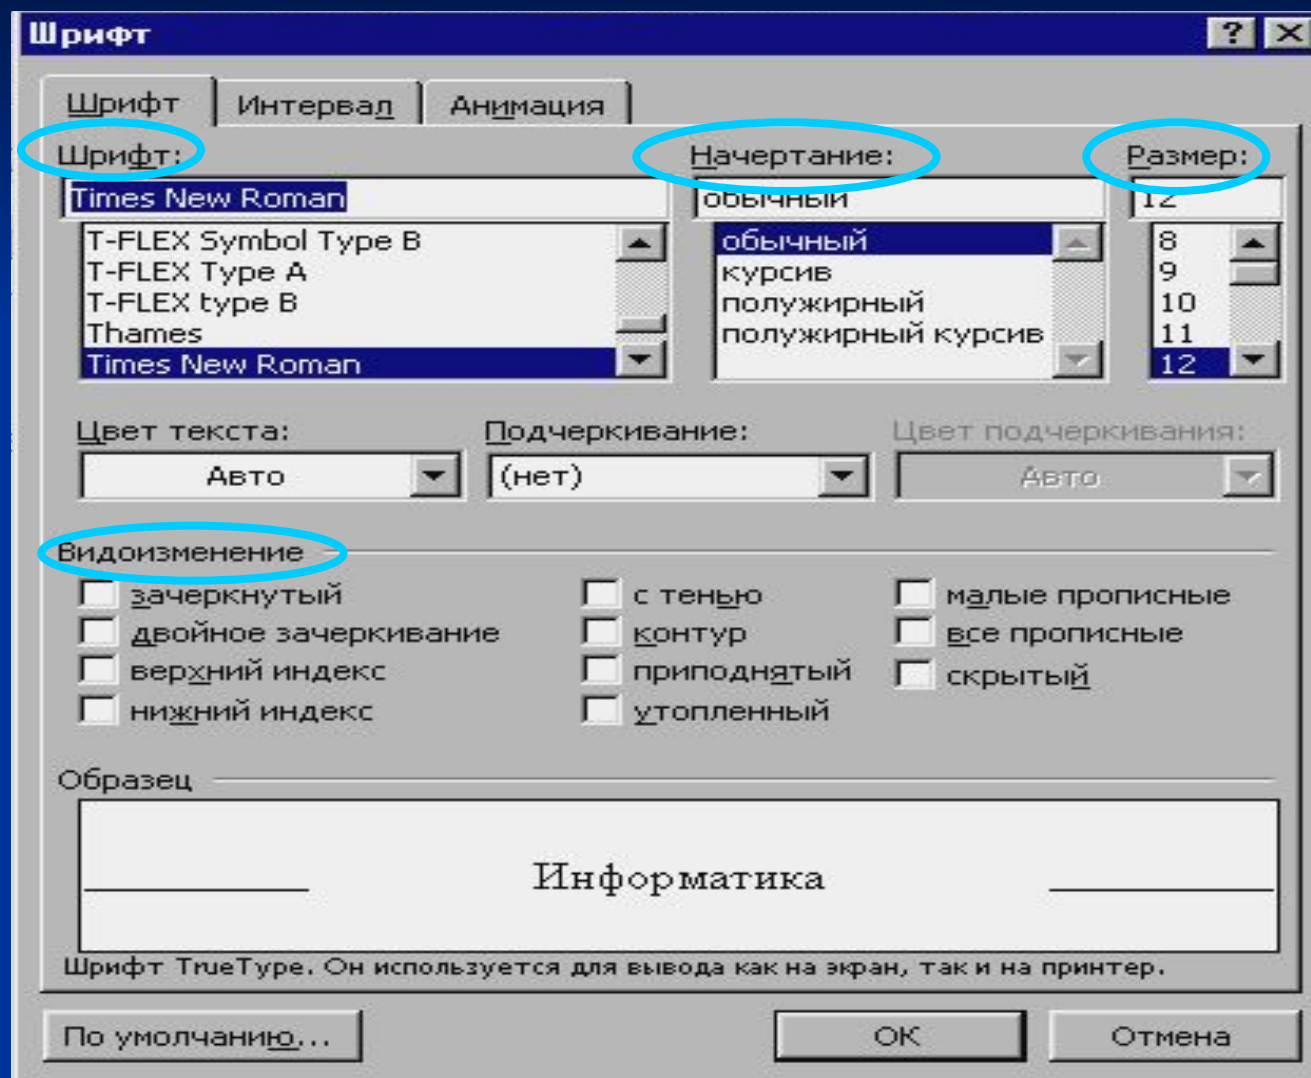 Шрифт
Шрифт Интервал Анимация
Шрифт: Начертание: Размер:
Times New Roman обычный 12
T-FLEX Symbol Type B обычный 8
T-FLEX Type A курсив 9
T-FLEX type B полужирный 10
Thames полужирный курсив 11
Times New Roman 12
Цвет текста: Подчеркивание: Цвет подчеркивания:
Авто (нет) Авто
Видоизменение
зачеркнутый с тенью малые прописные
двойное зачеркивание контур все прописные
верхний индекс приподнятый скрытый
нижний индекс утопленный
Образец
Информатика
Шрифт TrueType. Он используется для вывода как на экран, так и на принтер.
По умолчанию... ОК Отмена